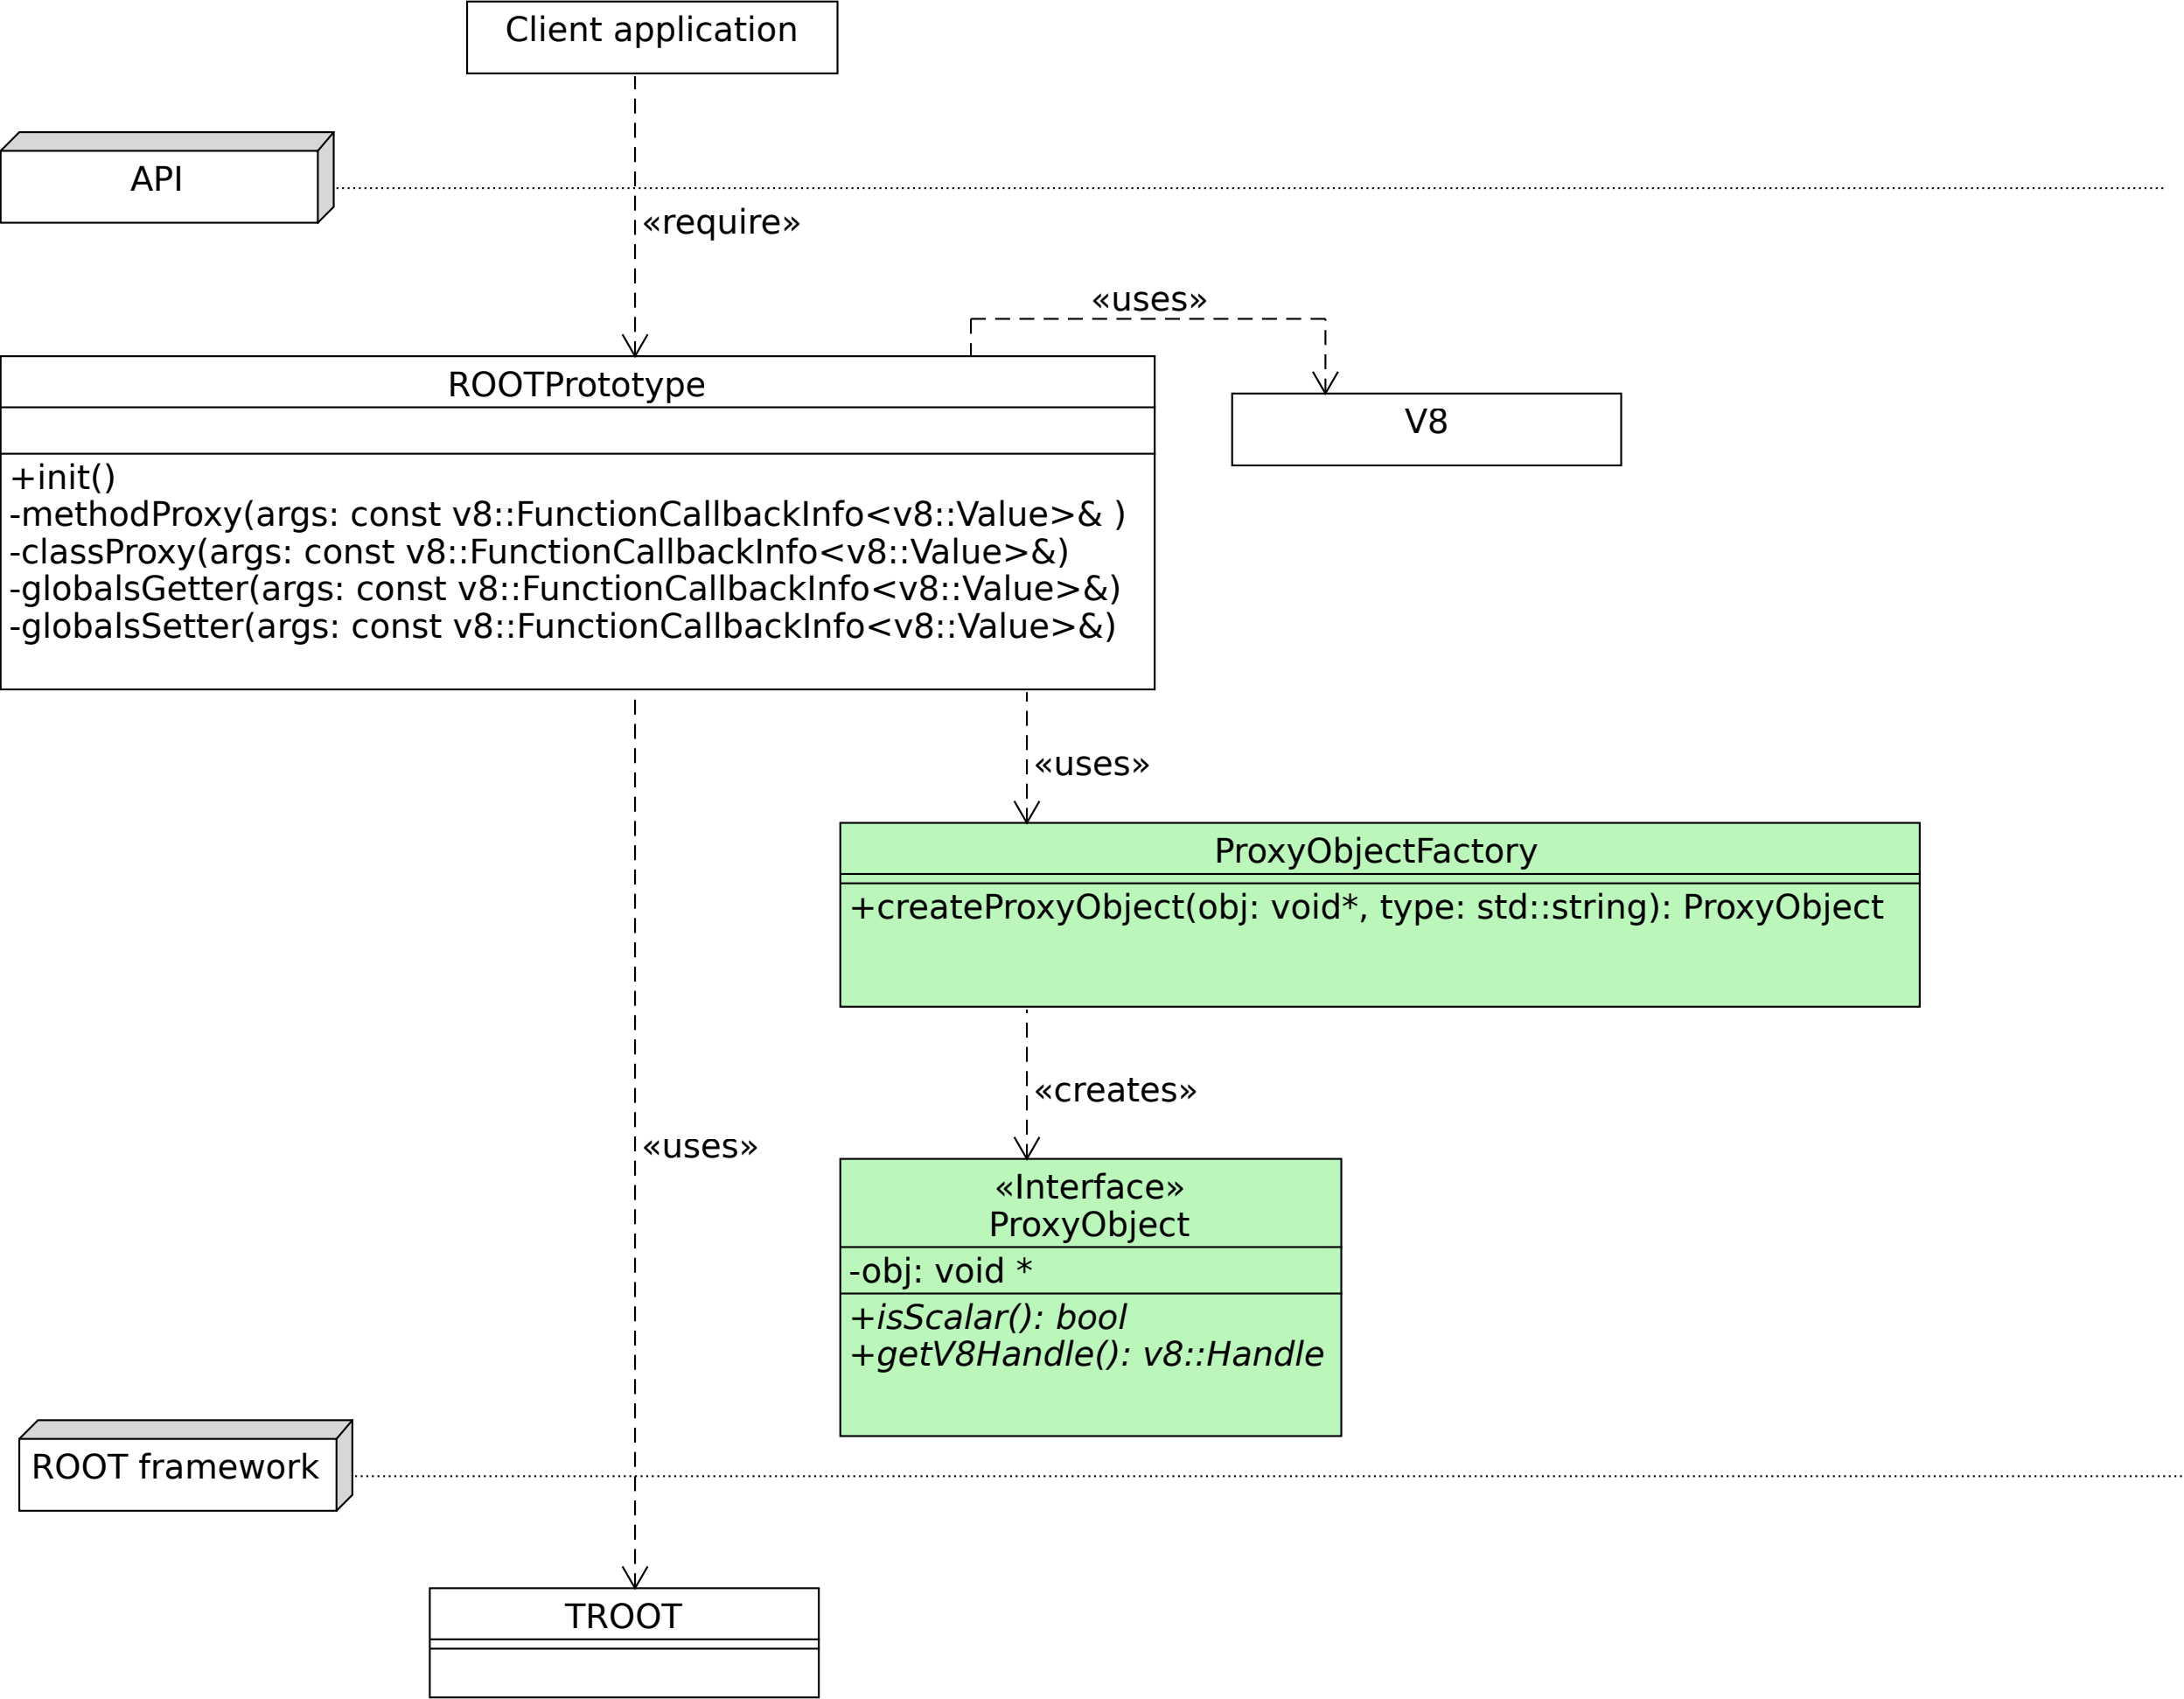 Client application
API
«require»
«uses»
ROOTPrototype
V8
+init()
-methodProxy(args: const v8::FunctionCallbackInfo<v8::Value>& )
-classProxy(args: const v8::FunctionCallbackInfo<v8::Value>&)
-globalsGetter(args: const v8::FunctionCallbackInfo<v8::Value>&)
-globalsSetter(args: const v8::FunctionCallbackInfo<v8::Value>&)
«uses»
ProxyObjectFactory
+createProxyObject(obj: void*, type: std::string): ProxyObject
«creates»
«uses»
«Interface»
ProxyObject
-obj: void *
+isScalar(): bool
+getV8Handle(): v8::Handle
ROOT framework
TROOT